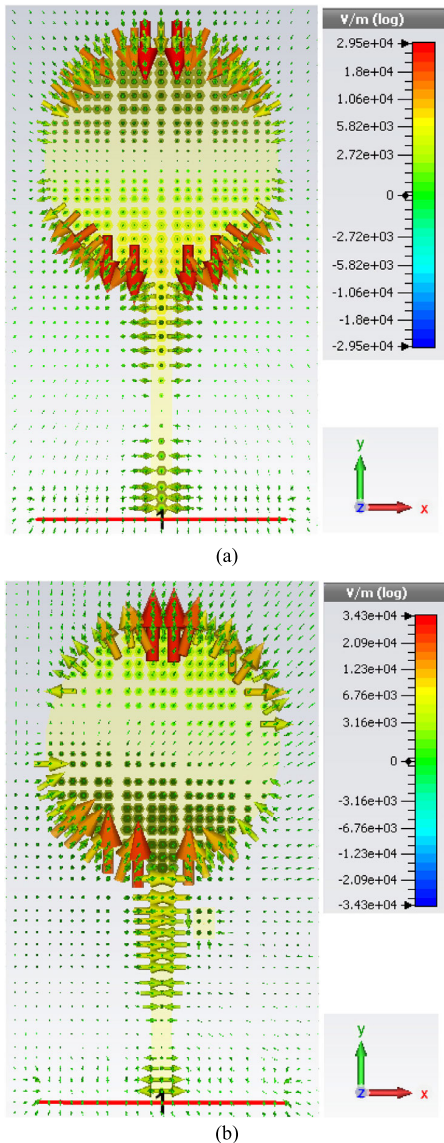 V/m (log)
2.95e+04
1.8e+04
1.06e+04
5.82e+03
2.72e+03
0
-2.72e+03
-5.82e+03
-1.06e+04
-1.8e+04
-2.95e+04
y
z
x
1
(a)
V/m (log)
3.43e+04
2.09e+04
1.23e+04
6.76e+03
3.16e+03
0
-3.16e+03
-6.76e+03
-1.23e+04
-2.09e+04
-3.43e+04
y
z
x
1
(b)